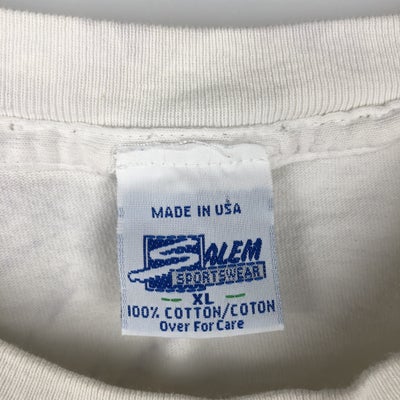 MADE IN USA
SALEM
SPORTSWEAR
XL
100% COTTON/COTON
Over For Care